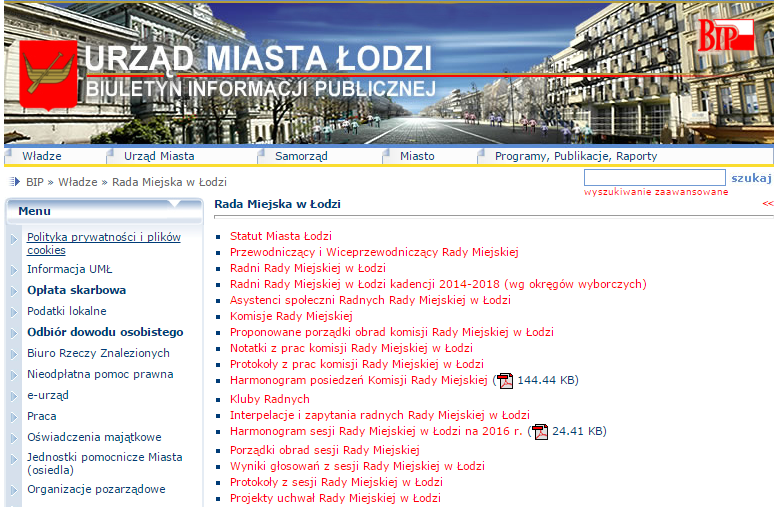 URZĄD MIASTA ŁODZI
BIULETYN INFORMACJI PUBLICZNEJ
BIP
Władze
Urząd Miasta
Samorząd
Miasto
Programy, Publikacje, Raporty
BIP » Władze » Rada Miejska w Łodzi
szukaj
wyszukiwanie zaawansowane
Menu
Polityka prywatności i plików
cookies
Informacja UMŁ
Opłata skarbowa
Podatki lokalne
Odbiór dowodu osobistego
Biuro Rzeczy Znalezionych
Nieodpłatna pomoc prawna
e-urząd
Praca
Oświadczenia majątkowe
Jednostki pomocnicze Miasta
(osiedla)
Organizacje pozarządowe
Rada Miejska w Łodzi
<<
Statut Miasta Łodzi
Przewodniczący i Wiceprzewodniczący Rady Miejskiej
Radni Rady Miejskiej w Łodzi
Radni Rady Miejskiej w Łodzi kadencji 2014-2018 (wg okręgów wyborczych)
Asystenci społeczni Radnych Rady Miejskiej w Łodzi
Komisje Rady Miejskiej
Proponowane porządki obrad komisji Rady Miejskiej w Łodzi
Notatki z prac komisji Rady Miejskiej w Łodzi
Protokoły z prac komisji Rady Miejskiej w Łodzi
Harmonogram posiedzeń Komisji Rady Miejskiej ( 144.44 KB)
Kluby Radnych
Interpelacje i zapytania radnych Rady Miejskiej w Łodzi
Harmonogram sesji Rady Miejskiej w Łodzi na 2016 r. ( 24.41 KB)
Porządki obrad sesji Rady Miejskiej
Wyniki głosowań z sesji Rady Miejskiej w Łodzi
Protokoły z sesji Rady Miejskiej w Łodzi
Projekty uchwał Rady Miejskiej w Łodzi